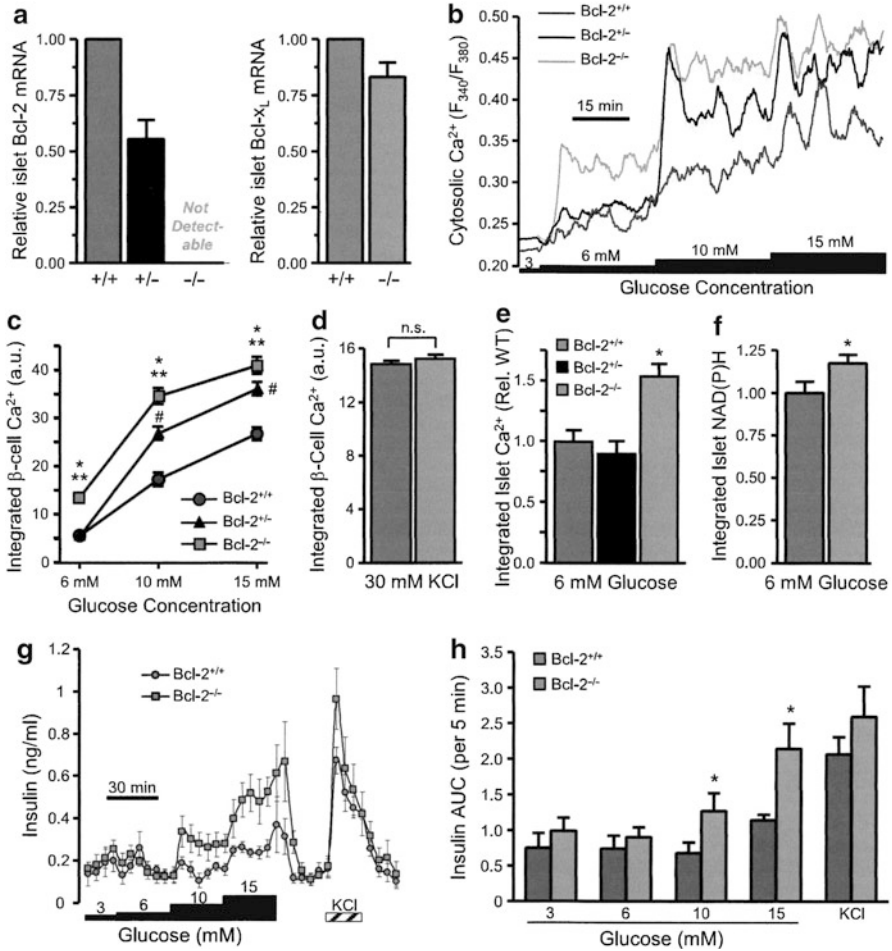 a
Relative islet Bcl-2 mRNA
1.00
0.75
0.50
0.25
0.00
Not
Detect-
able
+/+
+/−
−/−
Relative islet Bcl-xL mRNA
1.00
0.75
0.50
0.25
0.00
+/+
−/−
b
Cytosolic Ca2+ (F340/F380)
0.50
0.45
0.40
0.35
0.30
0.25
0.20
Bcl-2+/+
Bcl-2+/−
Bcl-2−/−
15 min
3
6 mM
10 mM
15 mM
Glucose Concentration
c
Integrated β-cell Ca2+ (a.u.)
45
35
25
15
5
0
*
**
*
**
#
*
**
#
Bcl-2+/+
Bcl-2+/−
Bcl-2−/−
6 mM
10 mM
15 mM
Glucose Concentration
d
Integrated β-Cell Ca2+ (a.u.)
16
12
8
4
0
n.s.
30 mM KCl
e
Integrated Islet Ca2+ (Rel. WT)
1.5
1.0
0.5
0.0
Bcl-2+/+
Bcl-2+/−
Bcl-2−/−
*
6 mM Glucose
f
Integrated Islet NAD(P)H
1.25
1.00
0.75
0.50
0.25
0.00
*
6 mM Glucose
g
Insulin (ng/ml)
1.2
1
0.8
0.6
0.4
0.2
0
Bcl-2+/+
Bcl-2−/−
30 min
3
6
10
15
KCl
Glucose (mM)
h
Insulin AUC (per 5 min)
3.5
3.0
2.5
2.0
1.5
1.0
0.5
0.0
Bcl-2+/+
Bcl-2−/−
*
*
3
6
10
15
KCl
Glucose (mM)